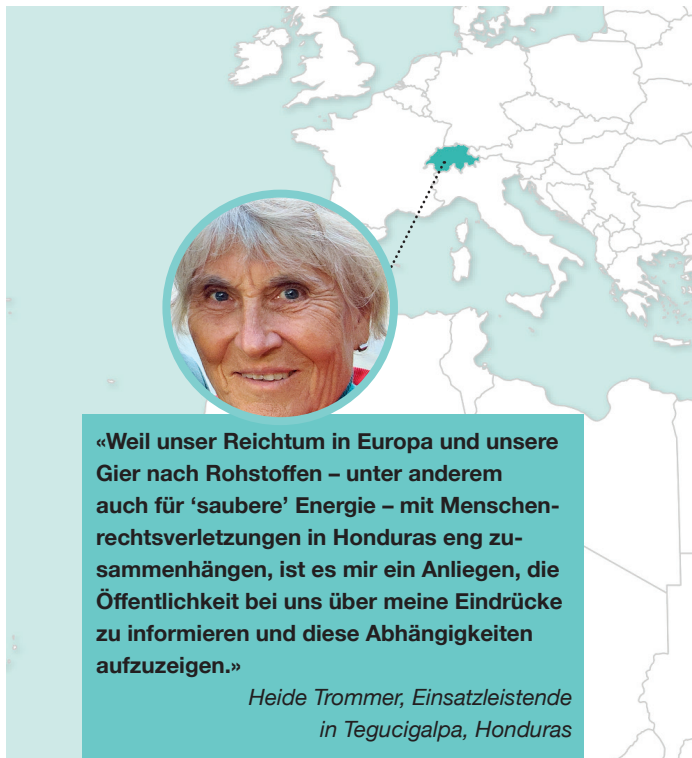 «Weil unser Reichtum in Europa und unsere
Gier nach Rohstoffen – unter anderem
auch für ‘saubere’ Energie – mit Menschen-
rechtsverletzungen in Honduras eng zu-
sammenhängen, ist es mir ein Anliegen, die
Öffentlichkeit bei uns über meine Eindrücke
zu informieren und diese Abhängigkeiten
aufzuzeigen.»
Heide Trommer, Einsatzleistende
in Tegucigalpa, Honduras